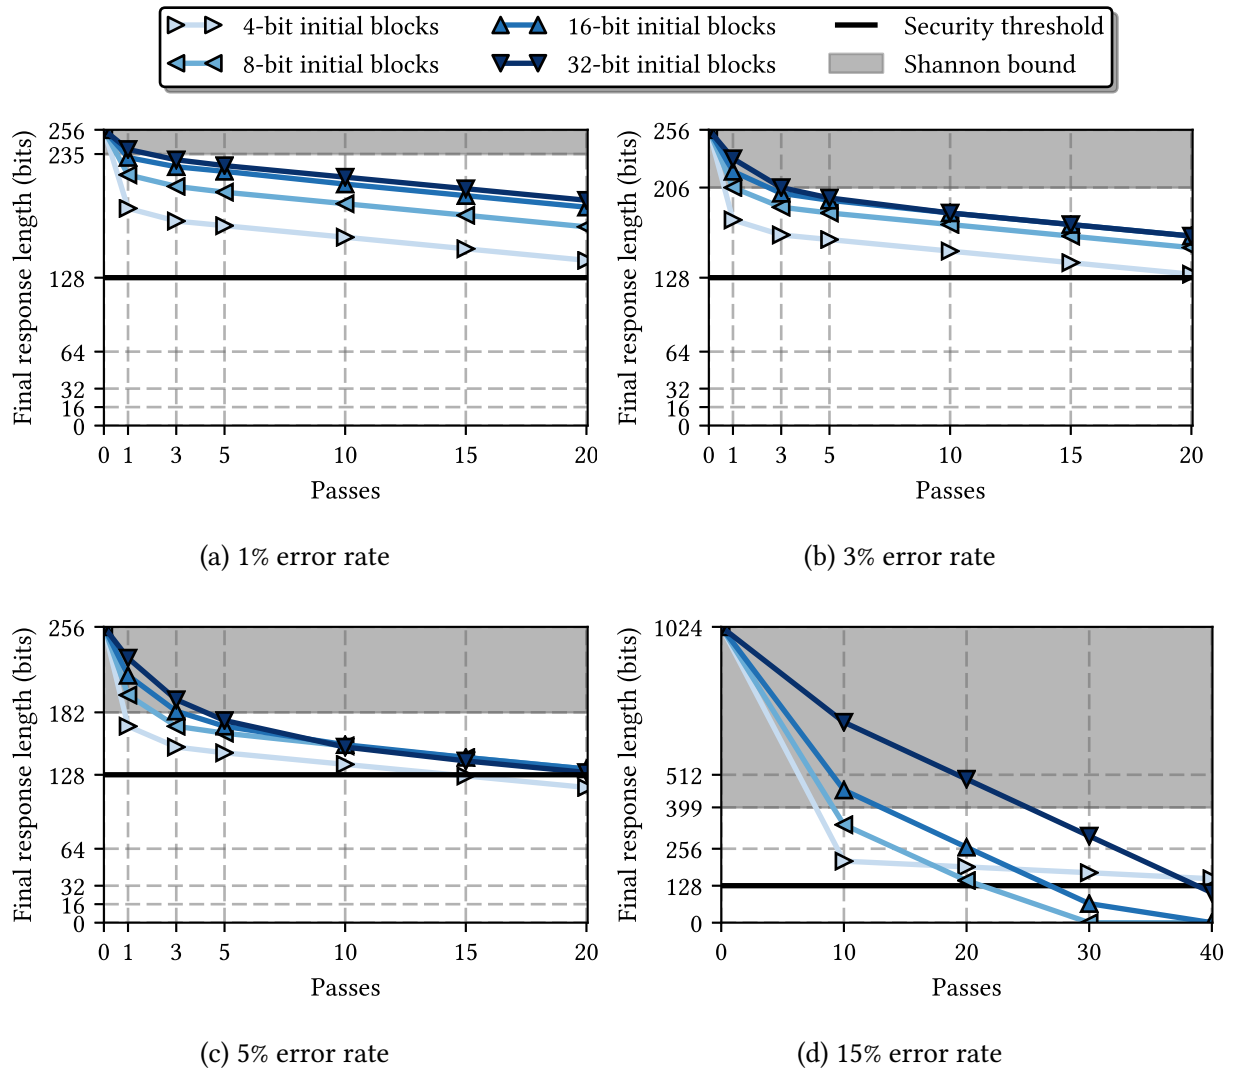 4-bit initial blocks 16-bit initial blocks Security threshold
8-bit initial blocks 32-bit initial blocks Shannon bound
Final response length (bits)
256
235
128
64
32
16
0
0 1 3 5 10 15 20
Passes
(a) 1% error rate
Final response length (bits)
256
206
128
64
32
16
0
0 1 3 5 10 15 20
Passes
(b) 3% error rate
Final response length (bits)
256
182
128
64
32
16
0
0 1 3 5 10 15 20
Passes
(c) 5% error rate
Final response length (bits)
1024
512
399
256
128
0
0 10 20 30 40
Passes
(d) 15% error rate